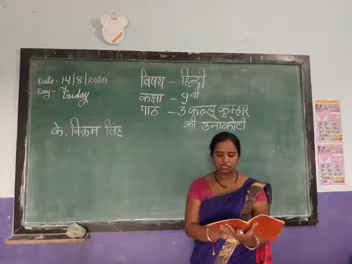 Date - 14/8/2020
Day - Friday
विषय - हिन्दी
कक्षा - 9वीं
पाठ - 3 कल्लू कुम्हार
की उनाकोटी
के. विक्रम सिंह